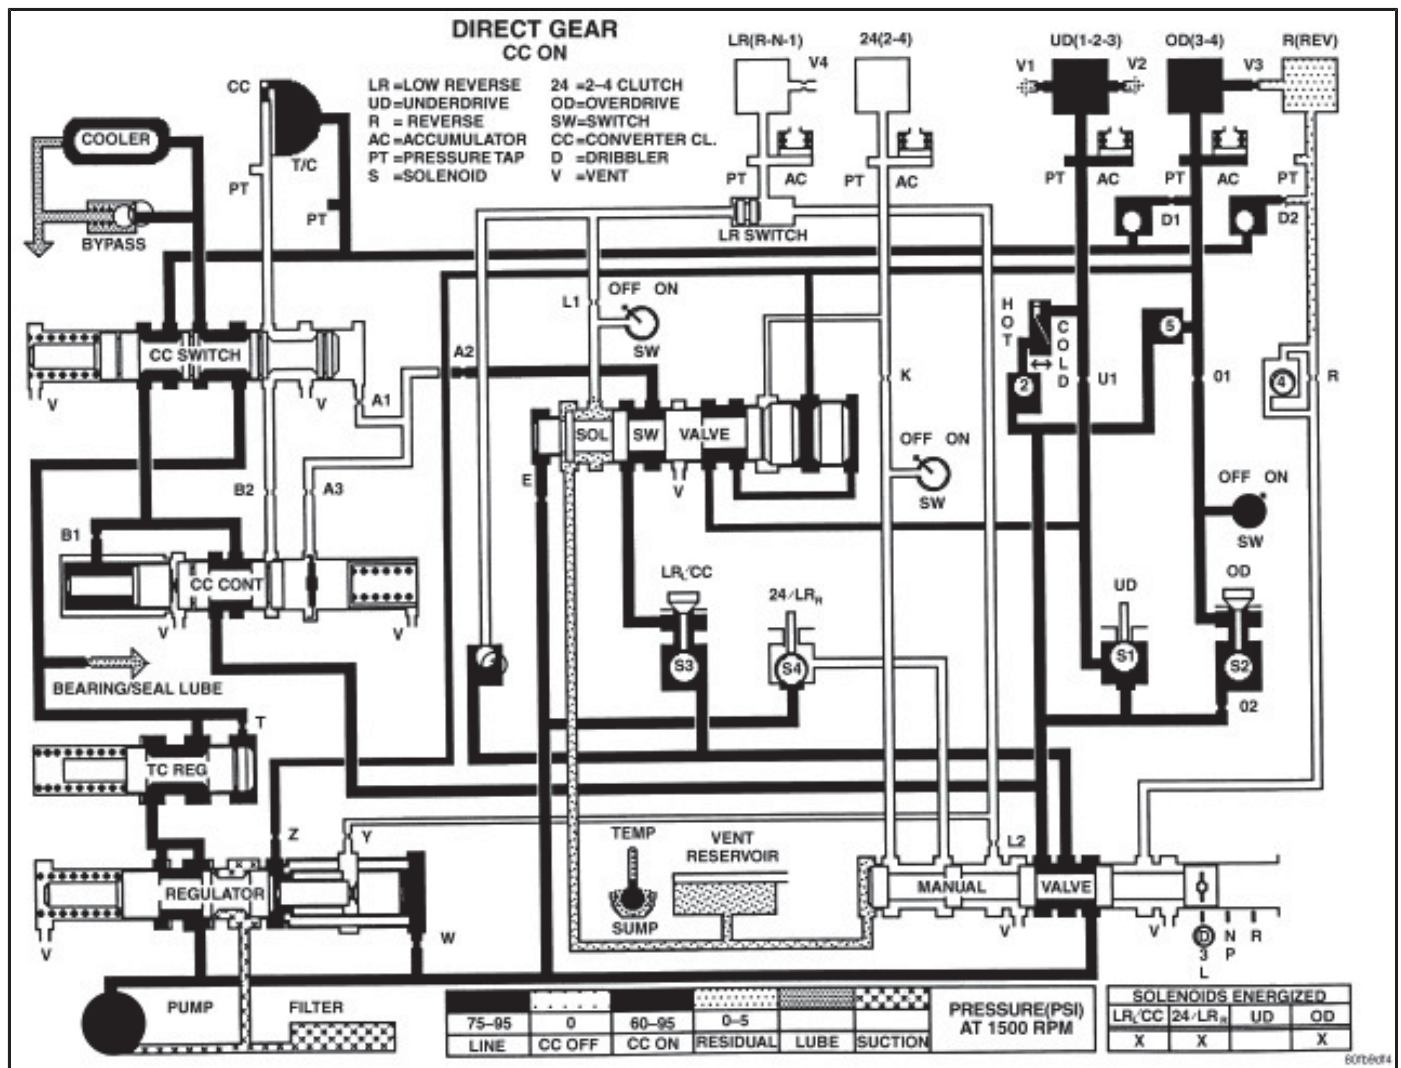 DIRECT GEAR
CC ON
LR =LOW REVERSE 24 =2–4 CLUTCH
UD=UNDERDRIVE OD=OVERDRIVE
R = REVERSE SW=SWITCH
AC=ACCUMULATOR CC=CONVERTER CL.
PT =PRESSURE TAP D =DRIBBLER
S =SOLENOID V =VENT
LR(R-N-1)
24(2-4)
UD(1-2-3)
OD(3-4)
R(REV)
V4
V1
V2
V3
CC
COOLER
T/C
PT
PT
BYPASS
PT
AC
PT
AC
PT
AC
PT
AC
PT
D1
D2
LR SWITCH
OFF ON
L1
SW
HOT
COLD
5
A2
CC SWITCH
K
2
U1
01
4
R
V
V
A1
SOL SW VALVE
OFF ON
SW
E
V
B2
A3
OFF ON
SW
B1
LRL/CC
24/LRR
UD
OD
CC CONT
V
V
S3
S4
S1
S2
BEARING/SEAL LUBE
02
T
TC REG
Z
Y
TEMP
VENT
RESERVOIR
L2
REGULATOR
MANUAL VALVE
SUMP
V
W
V
V
D N R
3 P
L
PUMP
FILTER
75–95 0 60–95 0–5
LINE CC OFF CC ON RESIDUAL LUBE SUCTION
PRESSURE(PSI)
AT 1500 RPM
SOLENOIDS ENERGIZED
LRL/CC 24/LRR UD OD
X X X
80fb9df4